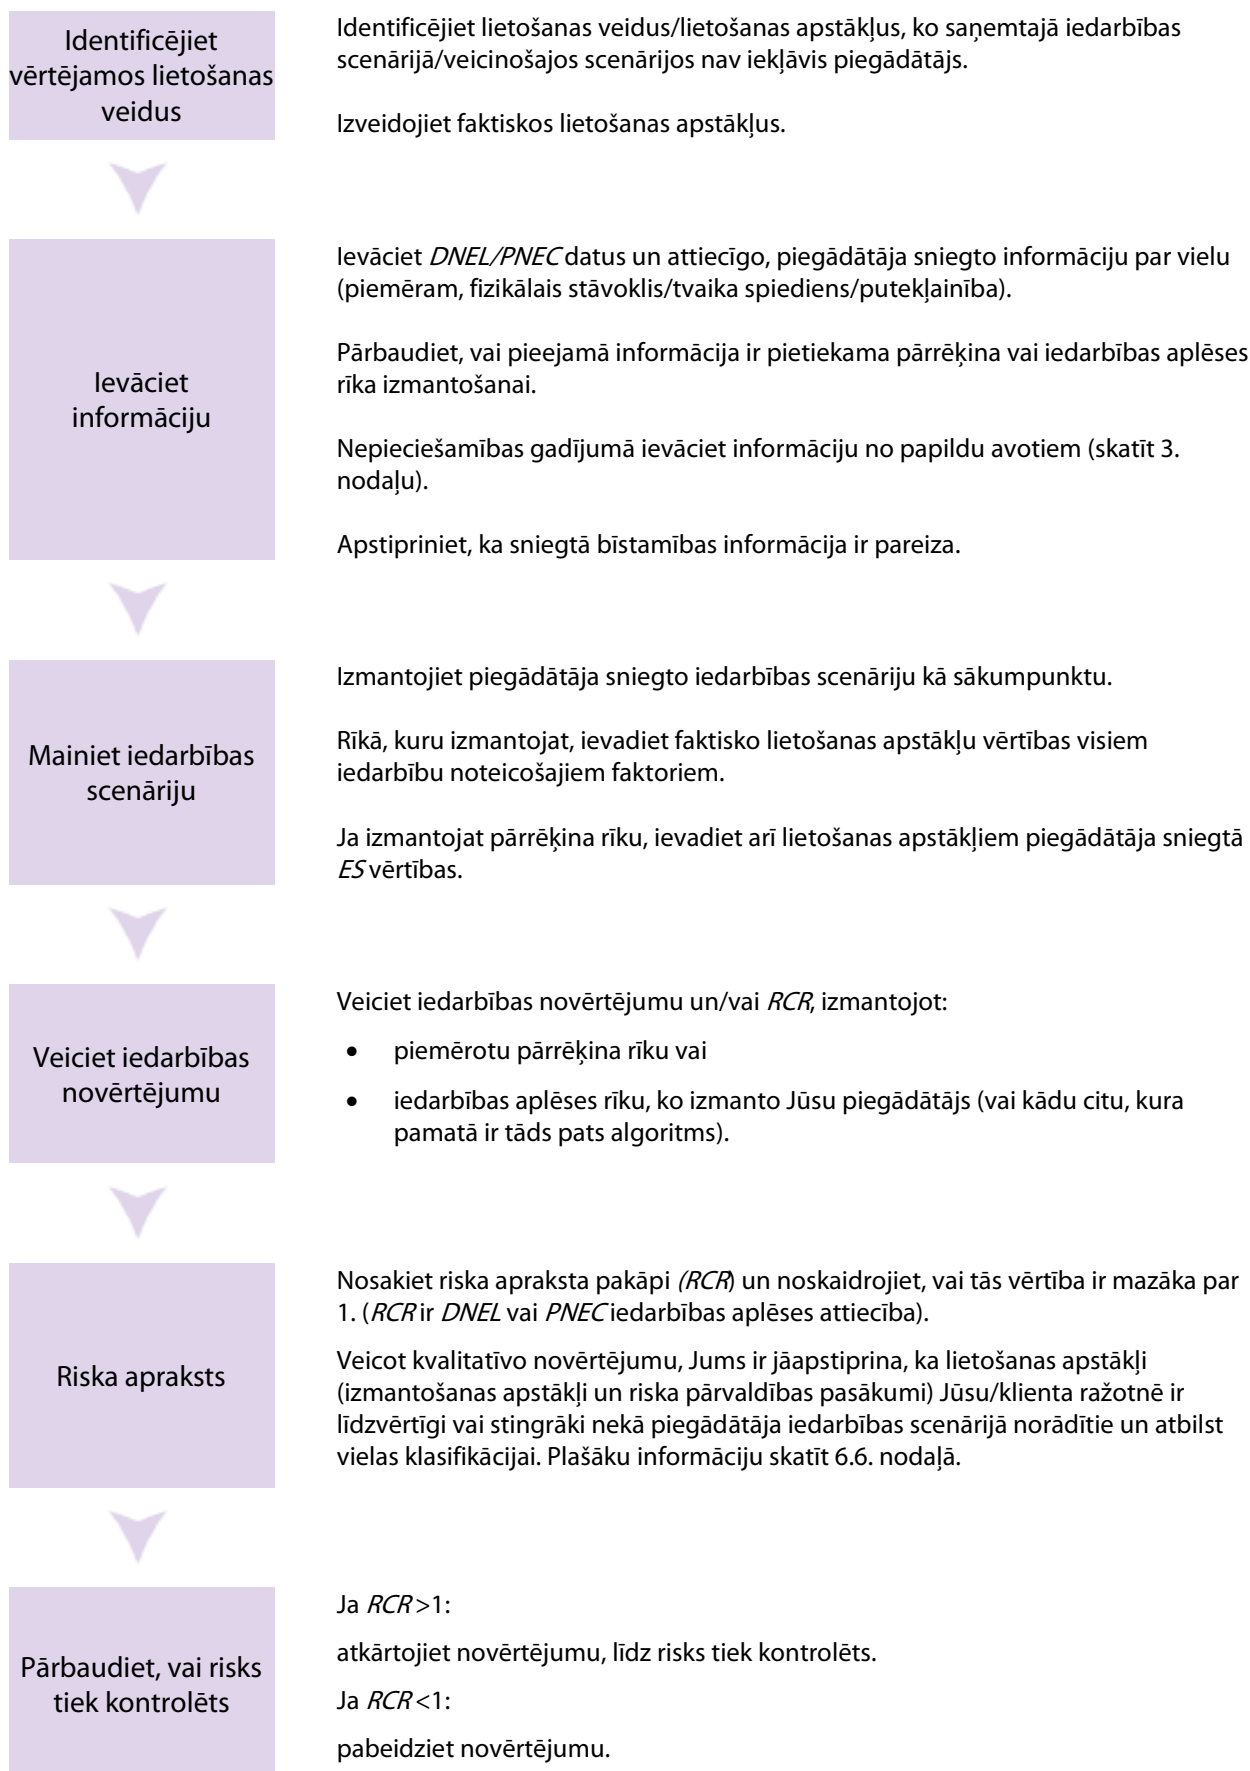 Identificējiet
vērtējamos lietošanas
veidus
Identificējiet lietošanas veidus/lietošanas apstākļus, ko saņemtajā iedarbības
scenārijā/veicinošajos scenārijos nav iekļāvis piegādātājs.
Izveidojiet faktiskos lietošanas apstākļus.
Ievāciet
informāciju
Ievāciet DNEL/PNEC datus un attiecīgo, piegādātāja sniegto informāciju par vielu
(piemēram, fizikālais stāvoklis/tvaika spiediens/putekļainība).
Pārbaudiet, vai pieejamā informācija ir pietiekama pārrēķina vai iedarbības aplēses
rīka izmantošanai.
Nepieciešamības gadījumā ievāciet informāciju no papildu avotiem (skatīt 3.
nodaļu).
Apstipriniet, ka sniegtā bīstamības informācija ir pareiza.
Mainiet iedarbības
scenāriju
Izmantojiet piegādātāja sniegto iedarbības scenāriju kā sākumpunktu.
Rīkā, kuru izmantojat, ievadiet faktisko lietošanas apstākļu vērtības visiem
iedarbību noteicošajiem faktoriem.
Ja izmantojat pārrēķina rīku, ievadiet arī lietošanas apstākļiem piegādātāja sniegtā
ES vērtības.
Veiciet iedarbības
novērtējumu
Veiciet iedarbības novērtējumu un/vai RCR, izmantojot:
• piemērotu pārrēķina rīku vai
• iedarbības aplēses rīku, ko izmanto Jūsu piegādātājs (vai kādu citu, kura
pamatā ir tāds pats algoritms).
Riska apraksts
Nosakiet riska apraksta pakāpi (RCR) un noskaidrojiet, vai tās vērtība ir mazāka par
1. (RCR ir DNEL vai PNEC iedarbības aplēses attiecība).
Veicot kvalitatīvo novērtējumu, Jums ir jāapstiprina, ka lietošanas apstākļi
(izmantošanas apstākļi un riska pārvaldības pasākumi) Jūsu/klienta ražotnē ir
līdzvērtīgi vai stingrāki nekā piegādātāja iedarbības scenārijā norādītie un atbilst
vielas klasifikācijai. Plašāku informāciju skatīt 6.6. nodaļā.
Pārbaudiet, vai risks
tiek kontrolēts
Ja RCR >1:
atkārtojiet novērtējumu, līdz risks tiek kontrolēts.
Ja RCR <1:
pabeidziet novērtējumu.